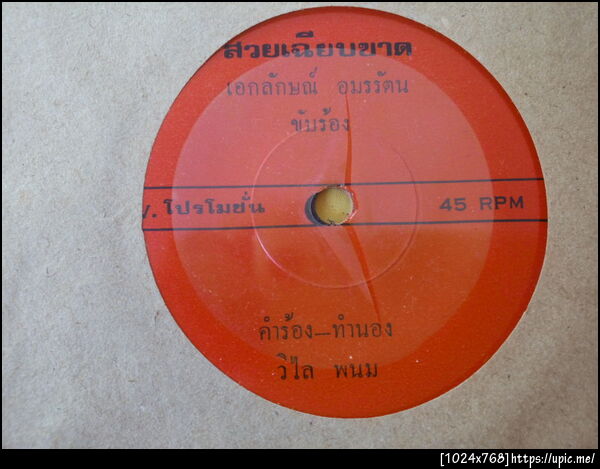 สวยเฉียบขาด
เอกลักษณ์ อมรรัตน
ขับร้อง
V. โปรโมชั่น 45 RPM
คำร้อง—ทำนอง
วิไล พนม
[1024x768]https://upic.me/